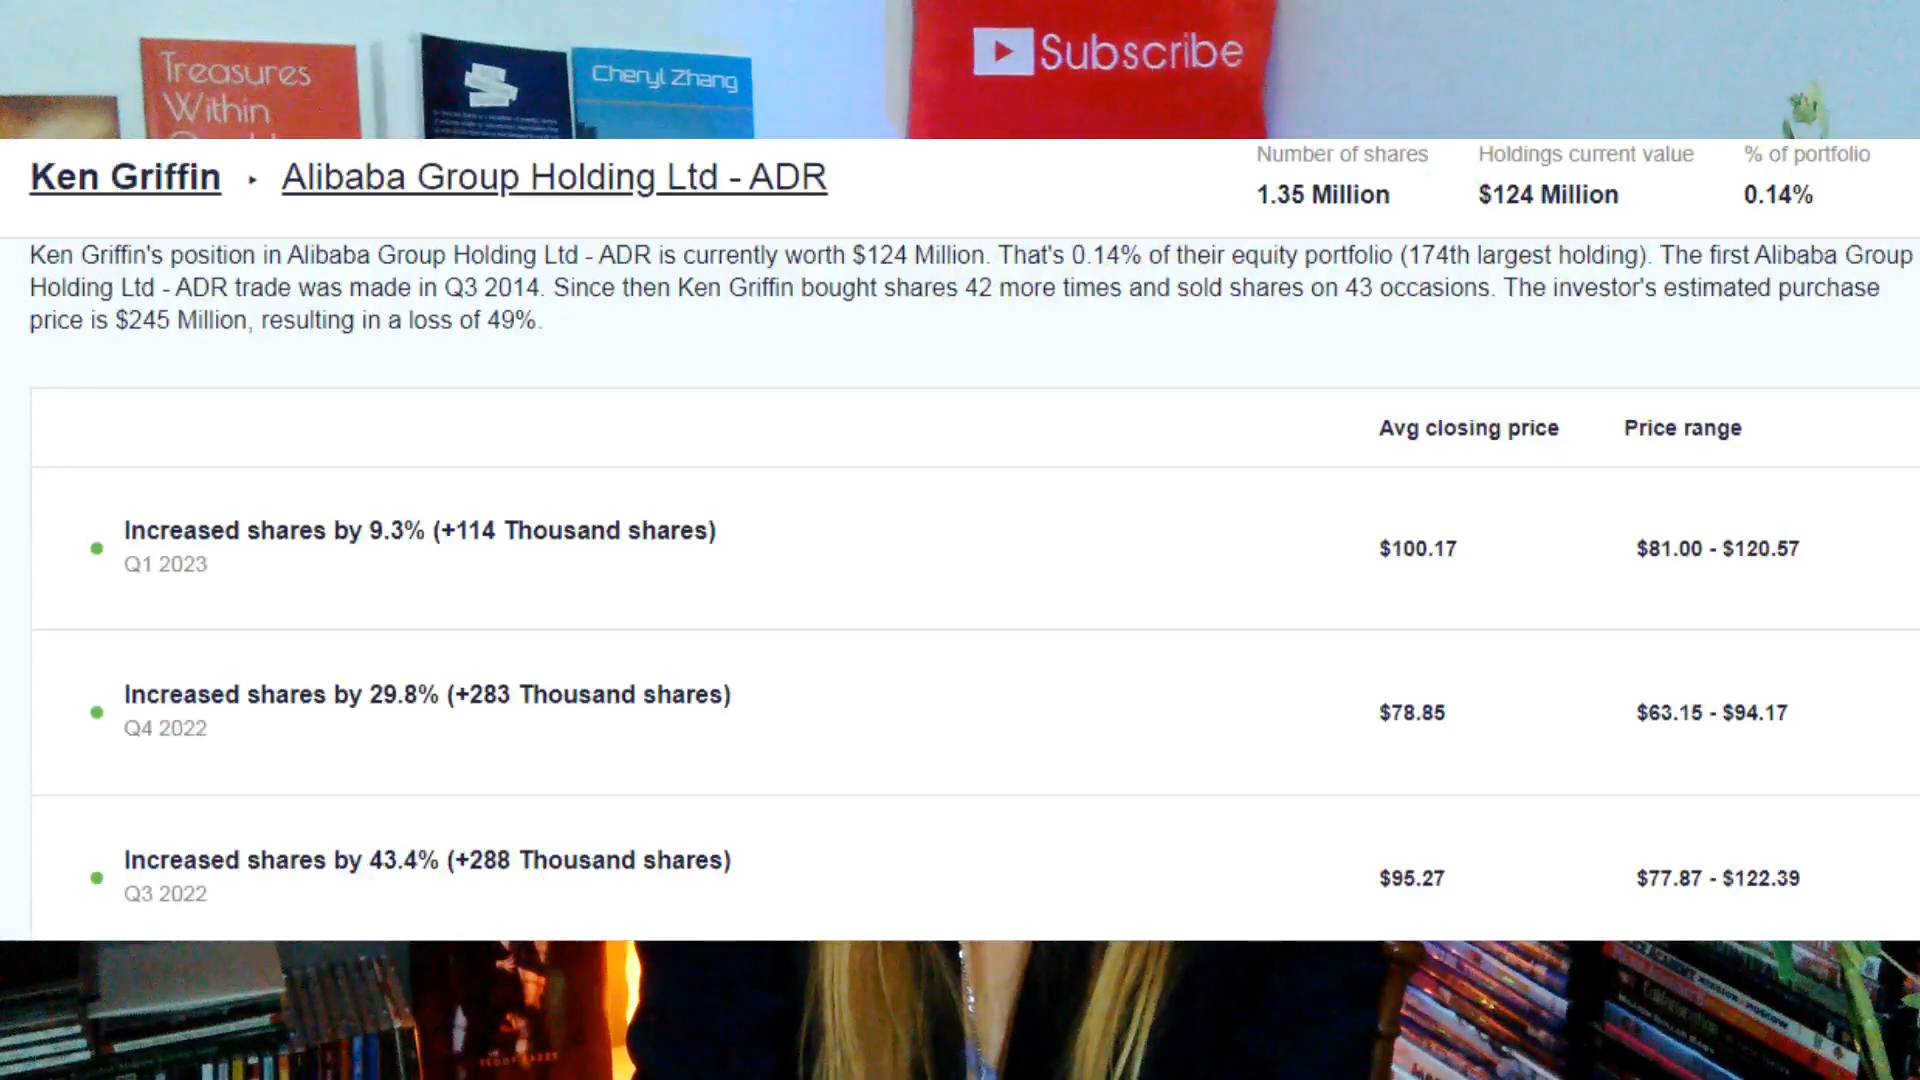 Treasures
Within
Cheryl Zhang
Subscribe
Ken Griffin ▸ Alibaba Group Holding Ltd - ADR
Number of shares
1.35 Million
Holdings current value
$124 Million
% of portfolio
0.14%
Ken Griffin's position in Alibaba Group Holding Ltd - ADR is currently worth $124 Million. That's 0.14% of their equity portfolio (174th largest holding). The first Alibaba Group
Holding Ltd - ADR trade was made in Q3 2014. Since then Ken Griffin bought shares 42 more times and sold shares on 43 occasions. The investor's estimated purchase
price is $245 Million, resulting in a loss of 49%.
Avg closing price Price range
Increased shares by 9.3% (+114 Thousand shares)
Q1 2023
$100.17 $81.00 - $120.57
Increased shares by 29.8% (+283 Thousand shares)
Q4 2022
$78.85 $63.15 - $94.17
Increased shares by 43.4% (+288 Thousand shares)
Q3 2022
$95.27 $77.87 - $122.39